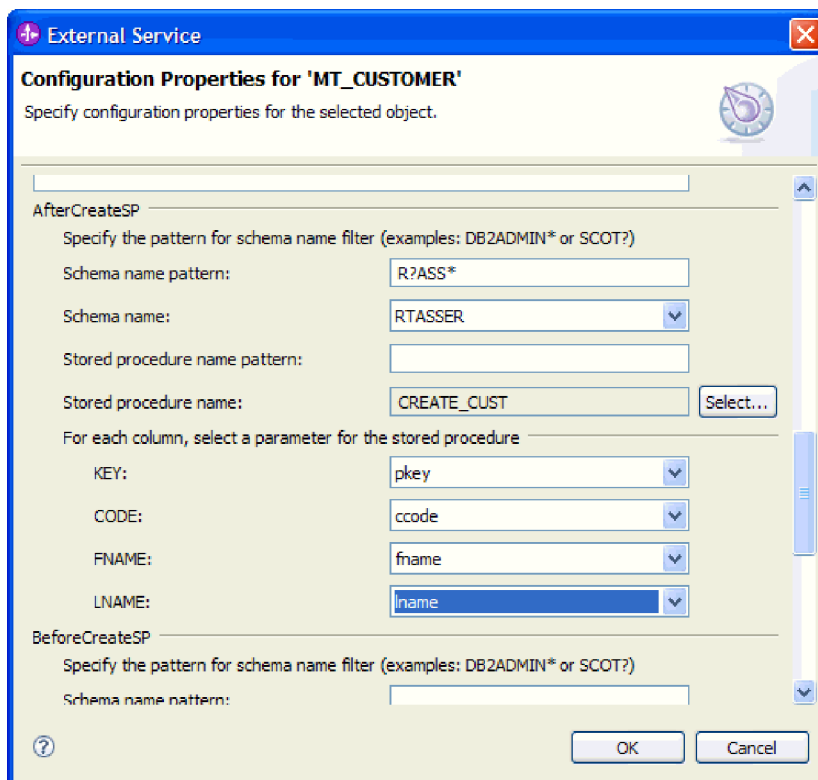 External Service
Configuration Properties for 'MT_CUSTOMER'
Specify configuration properties for the selected object.
AfterCreateSP
Specify the pattern for schema name filter (examples: DB2ADMIN* or SCOT?)
Schema name pattern: R?ASS*
Schema name: RTASSER
Stored procedure name pattern:
Stored procedure name: CREATE_CUST Select...
For each column, select a parameter for the stored procedure
KEY: pkey
CODE: ccode
FNAME: fname
LNAME: lname
BeforeCreateSP
Specify the pattern for schema name filter (examples: DB2ADMIN* or SCOT?)
Schema name pattern:
? OK Cancel